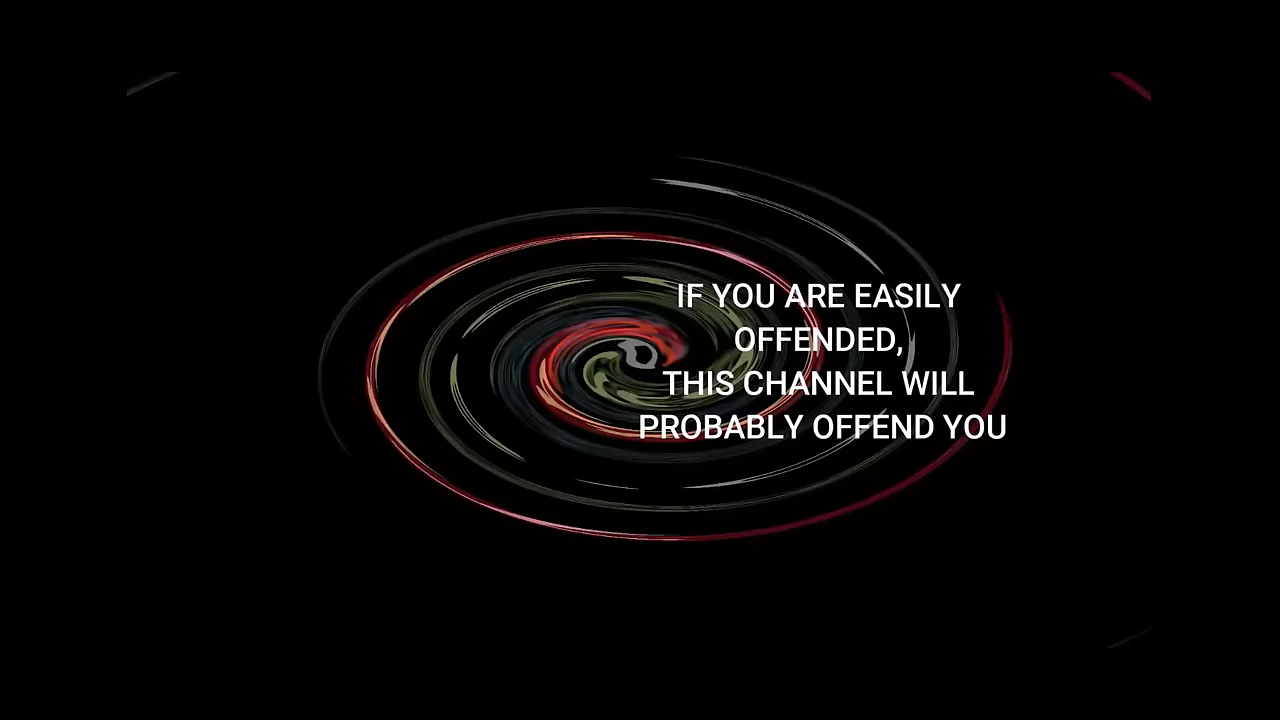 IF YOU ARE EASILY
OFFENDED,
THIS CHANNEL WILL
PROBABLY OFFEND YOU